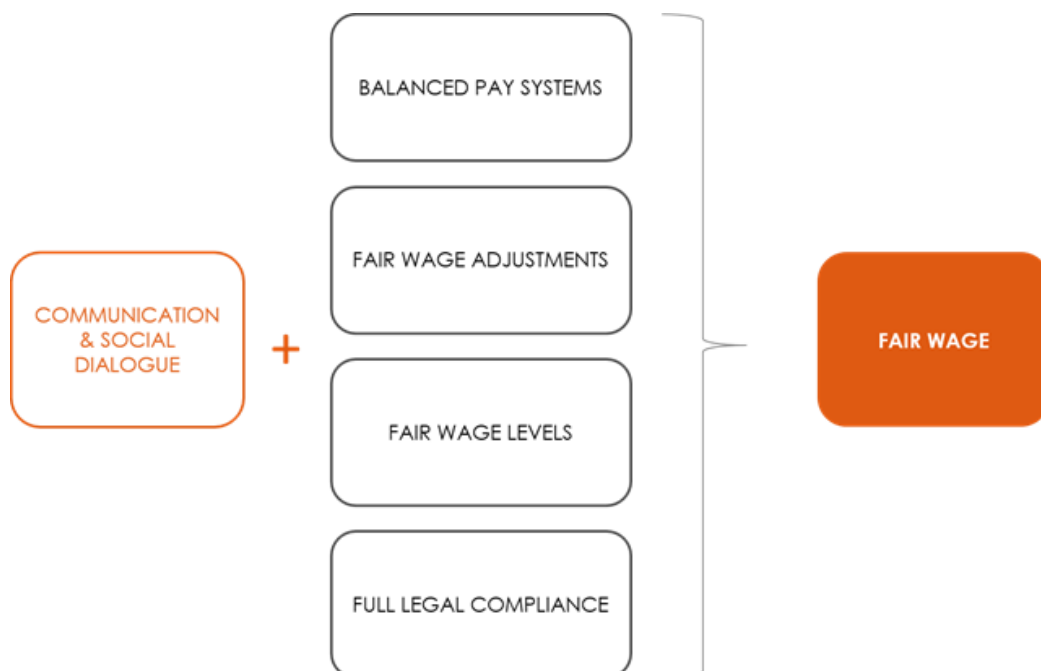 BALANCED PAY SYSTEMS
FAIR WAGE ADJUSTMENTS
COMMUNICATION
& SOCIAL
DIALOGUE
+
FAIR WAGE
FAIR WAGE LEVELS
FULL LEGAL COMPLIANCE